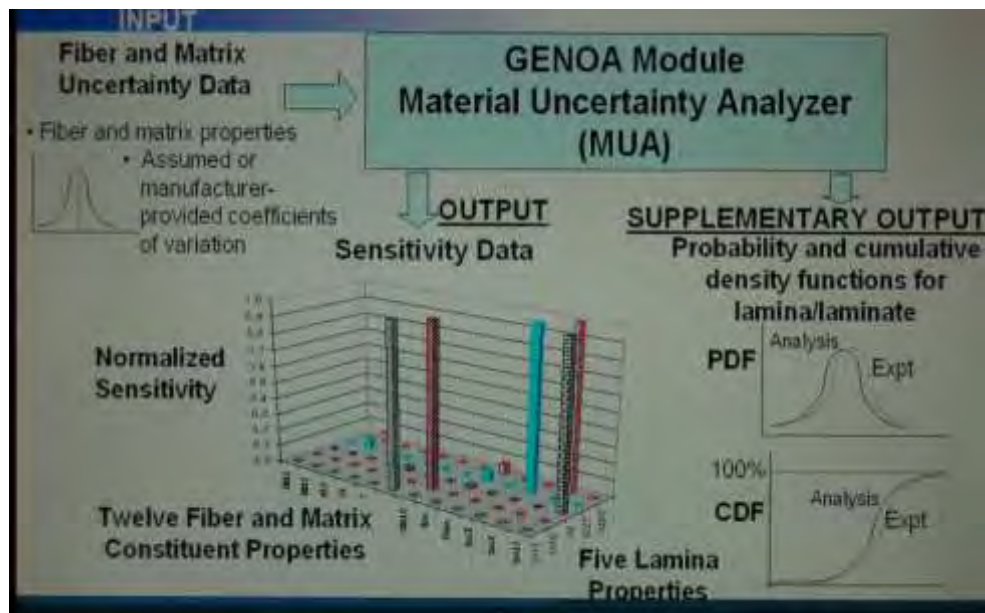 INPUT
Fiber and Matrix
Uncertainty Data
• Fiber and matrix properties
• Assumed or
manufacturer-
provided coefficients
of variation
GENOA Module
Material Uncertainty Analyzer
(MUA)
OUTPUT
Sensitivity Data
Normalized
Sensitivity
Twelve Fiber and Matrix
Constituent Properties
Five Lamina
Properties
SUPPLEMENTARY OUTPUT
Probability and cumulative
density functions for
lamina/laminate
PDF
Analysis
Expt
100%
CDF
Analysis
Expt